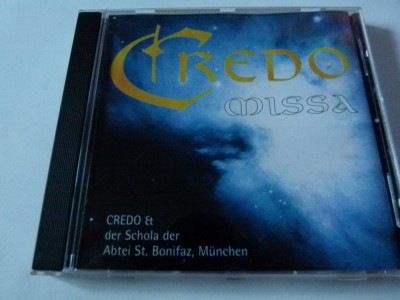 CREDO
MISSA
CREDO &
der Schola der
Abtei St. Bonifaz, München